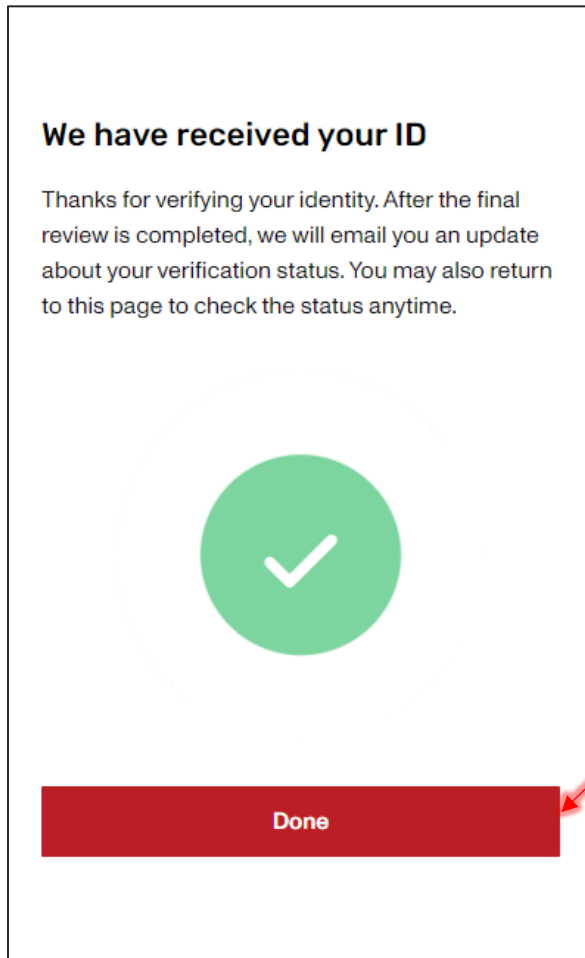 We have received your ID
Thanks for verifying your identity. After the final
review is completed, we will email you an update
about your verification status. You may also return
to this page to check the status anytime.
Done